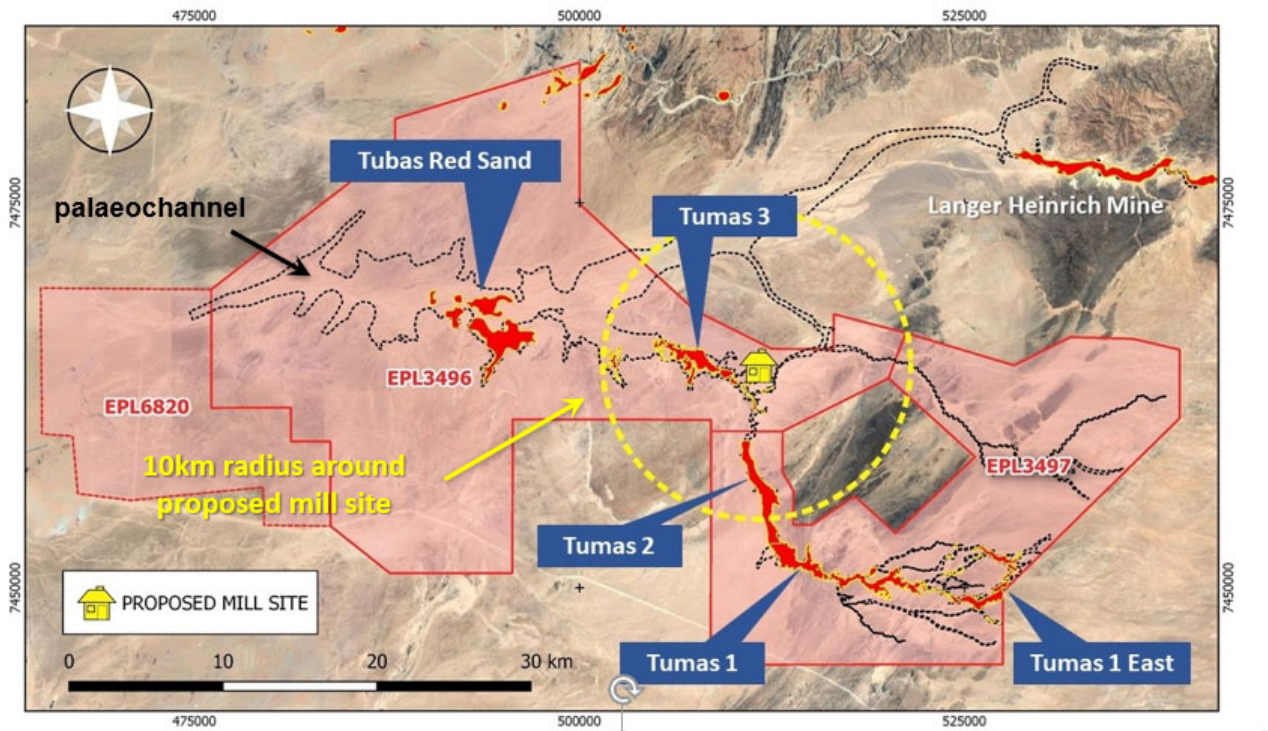 475000
500000
525000
Tubas Red Sand
palaeochannel
Tumas 3
Langer Heinrich Mine
7475000
7475000
EPL3496
EPL6820
10km radius around
proposed mill site
EPL3497
Tumas 2
7450000
7450000
PROPOSED MILL SITE
0
10
20
30 km
Tumas 1
Tumas 1 East
475000
500000
525000